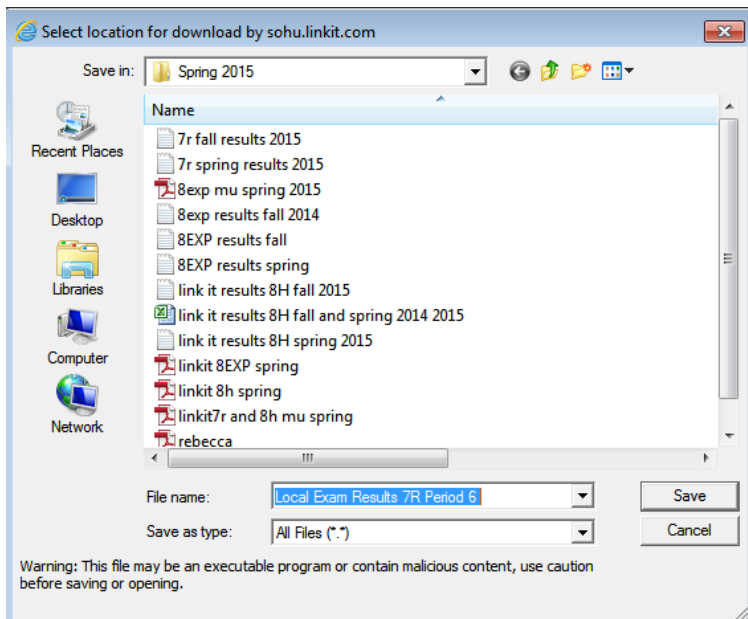 Select location for download by sohu.linkit.com
Save in:
Spring 2015
Recent Places
Desktop
Libraries
Computer
Network
Name
7r fall results 2015
7r spring results 2015
8exp mu spring 2015
8exp results fall 2014
8EXP results fall
8EXP results spring
link it results 8H fall 2015
link it results 8H fall and spring 2014 2015
link it results 8H spring 2015
linkit 8EXP spring
linkit 8h spring
linkit7r and 8h mu spring
rebecca
File name:
Local Exam Results 7R Period 6
Save
Save as type:
All Files (*.*)
Cancel
Warning: This file may be an executable program or contain malicious content, use caution
before saving or opening.